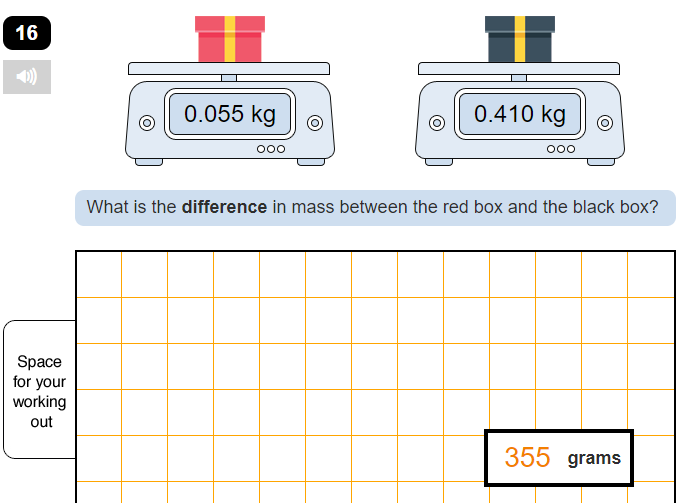 16
0.055 kg
0.410 kg
What is the difference in mass between the red box and the black box?
Space
for your
working
out
355 grams